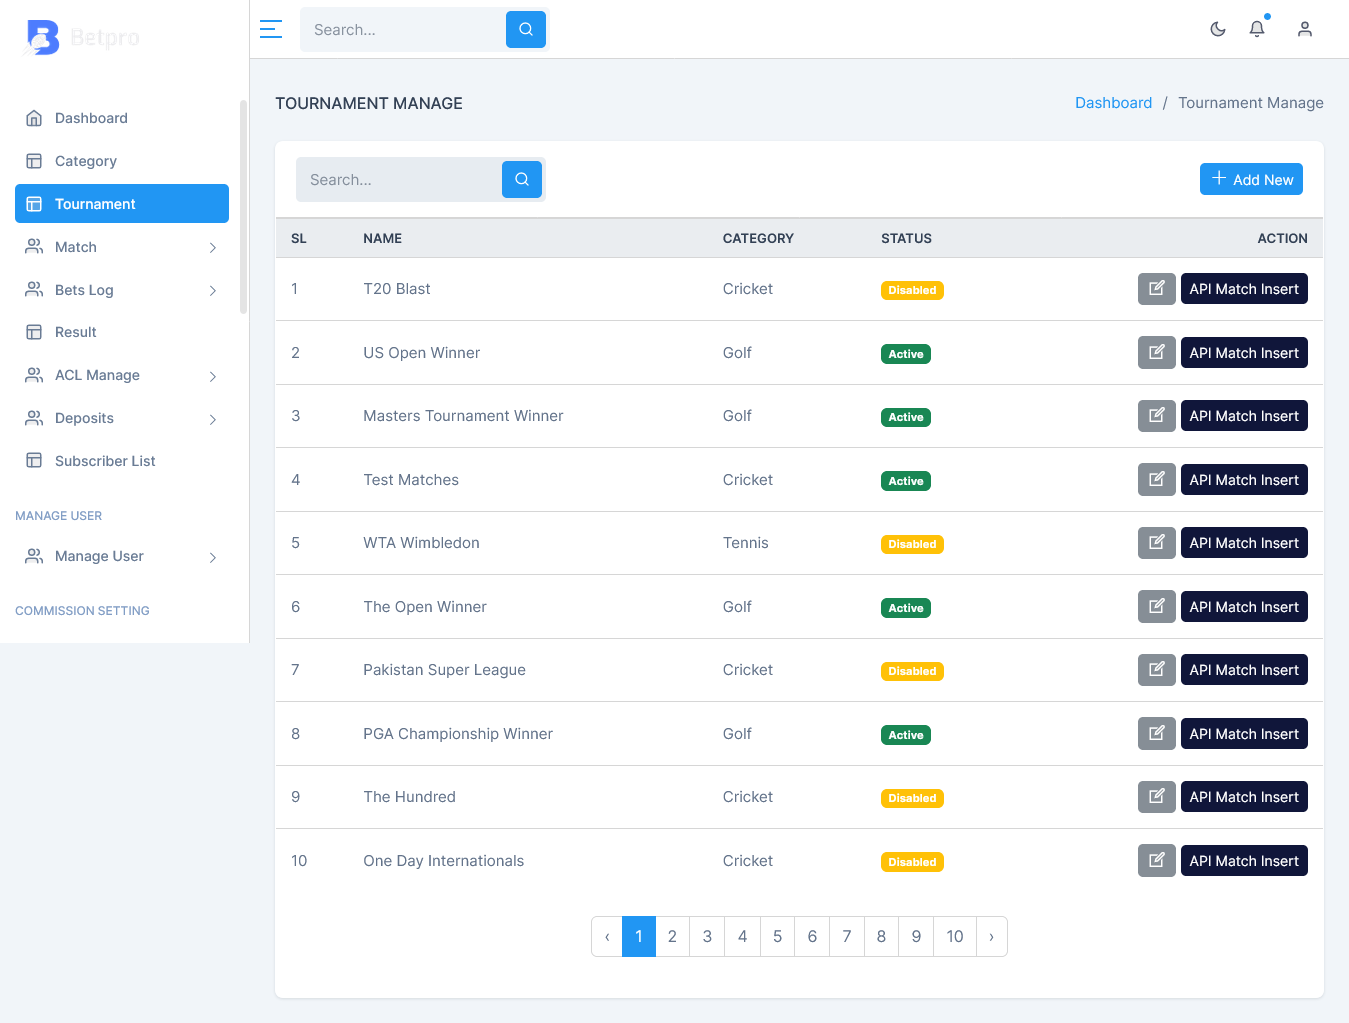 Betpro
Search...
Dashboard
Category
Tournament
Match
Bets Log
Result
ACL Manage
Deposits
Subscriber List
MANAGE USER
Manage User
COMMISSION SETTING
TOURNAMENT MANAGE
Dashboard / Tournament Manage
Search...
Add New
SL NAME CATEGORY STATUS ACTION
1 T20 Blast Cricket Disabled API Match Insert
2 US Open Winner Golf Active API Match Insert
3 Masters Tournament Winner Golf Active API Match Insert
4 Test Matches Cricket Active API Match Insert
5 WTA Wimbledon Tennis Disabled API Match Insert
6 The Open Winner Golf Active API Match Insert
7 Pakistan Super League Cricket Disabled API Match Insert
8 PGA Championship Winner Golf Active API Match Insert
9 The Hundred Cricket Disabled API Match Insert
10 One Day Internationals Cricket Disabled API Match Insert
‹ 1 2 3 4 5 6 7 8 9 10 ›